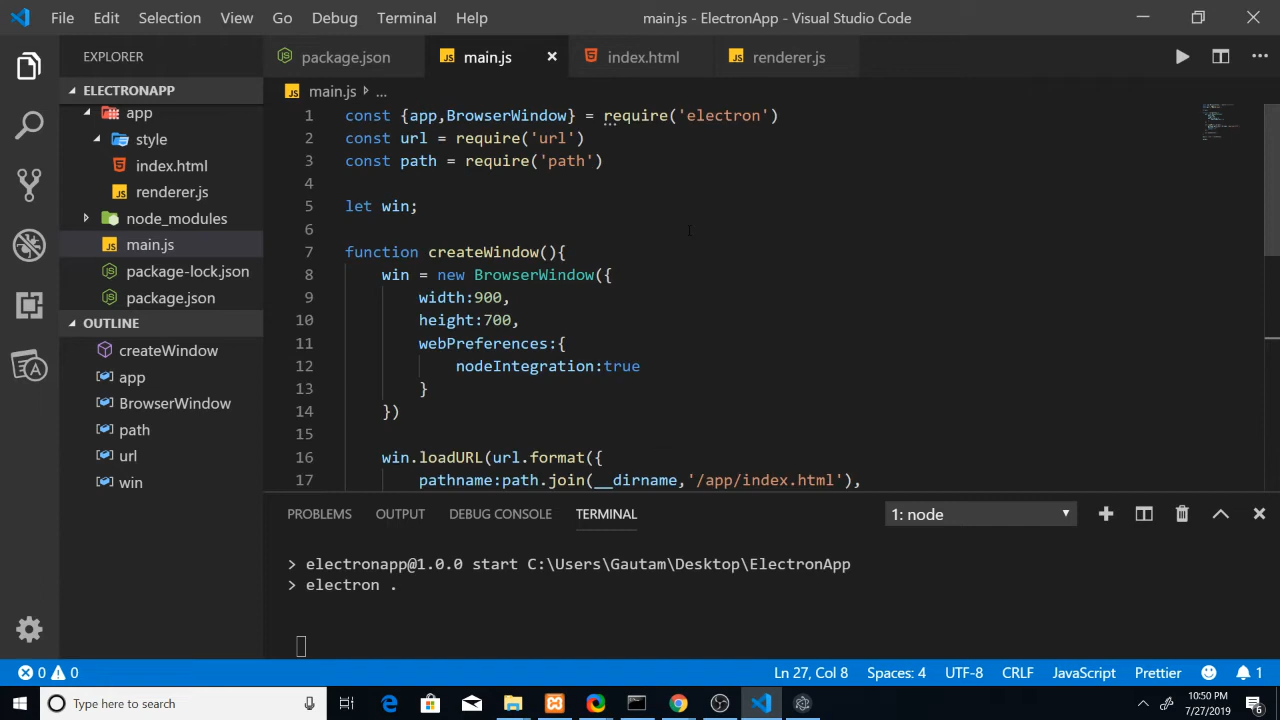 File Edit Selection View Go Debug Terminal Help main.js - ElectronApp - Visual Studio Code
EXPLORER
ELECTRONAPP
app
style
index.html
renderer.js
node_modules
main.js
package-lock.json
package.json
OUTLINE
createWindow
app
BrowserWindow
path
url
win
package.json main.js index.html renderer.js
main.js ...
1 const {app,BrowserWindow} = require('electron')
2 const url = require('url')
3 const path = require('path')
4
5 let win;
6
7 function createWindow(){
8 win = new BrowserWindow({
9 width:900,
10 height:700,
11 webPreferences:{
12 nodeIntegration:true
13 }
14 })
15
16 win.loadURL(url.format({
17 pathname:path.join(__dirname,'/app/index.html'),
PROBLEMS OUTPUT DEBUG CONSOLE TERMINAL 1: node
> electronapp@1.0.0 start C:\Users\Gautam\Desktop\ElectronApp
> electron .
0 0 Ln 27, Col 8 Spaces: 4 UTF-8 CRLF JavaScript Prettier 1
Type here to search
10:50 PM
7/27/2019
6